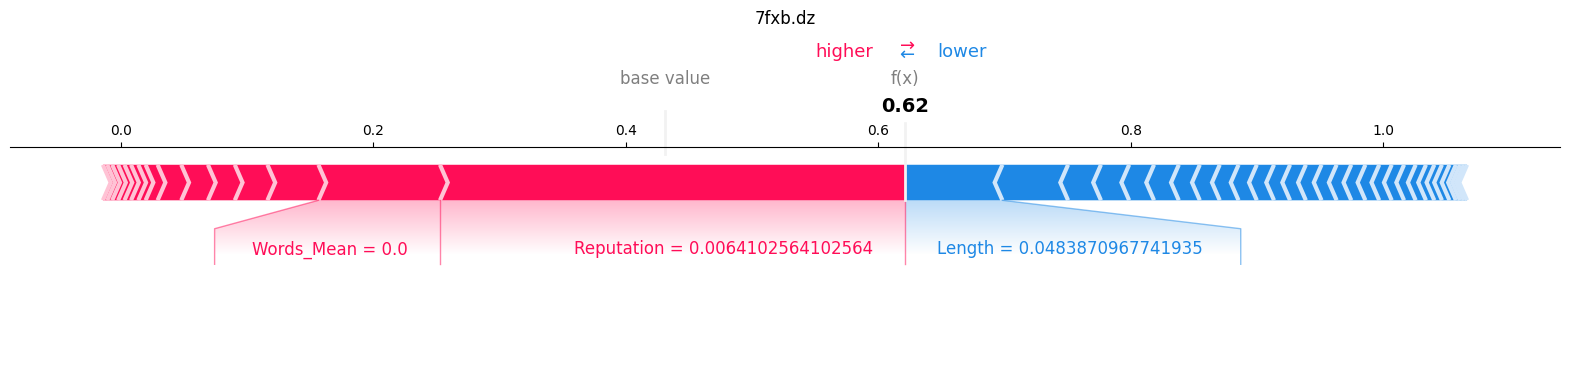 7fxb.dz
higher ⇄ lower
base value f(x)
0.62
0.0 0.2 0.4 0.6 0.8 1.0
Words_Mean = 0.0 Reputation = 0.0064102564102564 Length = 0.0483870967741935